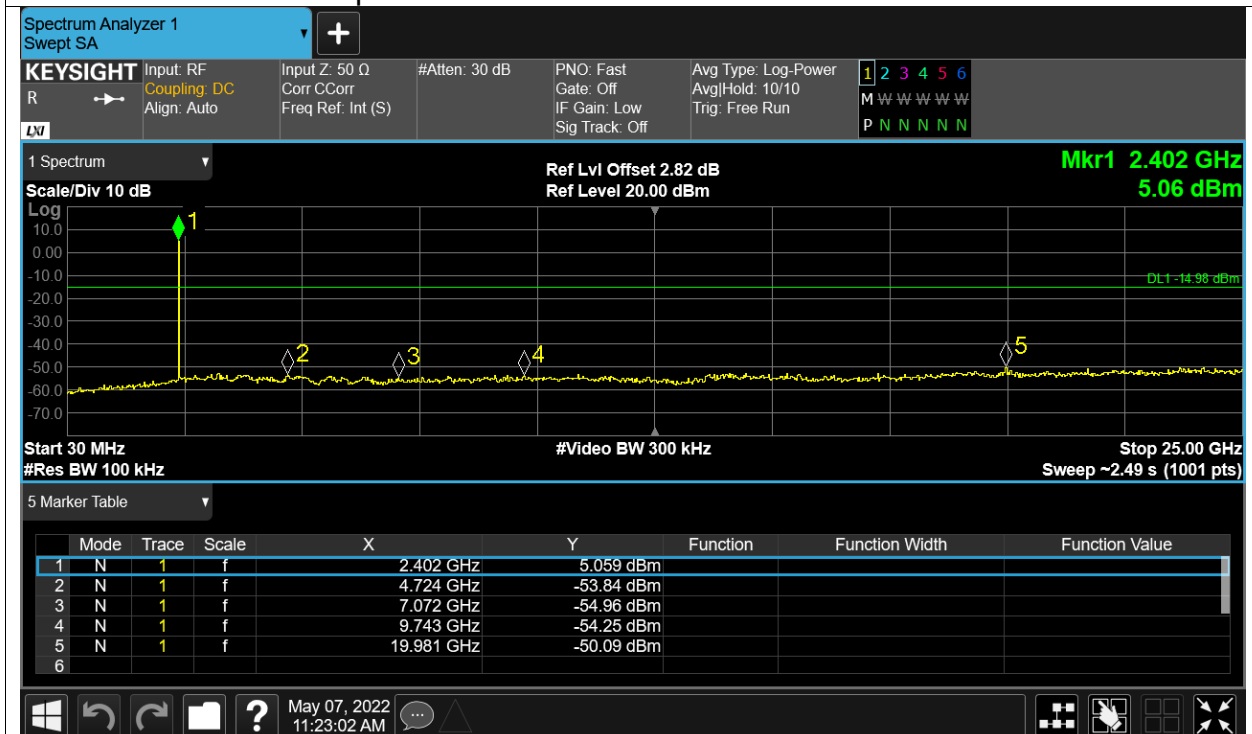 Spectrum Analyzer 1
Swept SA
+
KEYSIGHT Input: RF Input Z: 50 Ω #Atten: 30 dB PNO: Fast Avg Type: Log-Power 1 2 3 4 5 6
R Coupling: DC Corr CCorr Gate: Off Avg|Hold: 10/10 M W W W W W
Align: Auto Freq Ref: Int (S) IF Gain: Low Trig: Free Run
LXI Sig Track: Off P N N N N N N
1 Spectrum Ref Lvl Offset 2.82 dB Mkr1 2.402 GHz
Scale/Div 10 dB Ref Level 20.00 dBm 5.06 dBm
Log
1
10.0
0.00
-10.0
DL1 -14.98 dBm
-20.0
-30.0
-40.0
2 3 4 5
-50.0
-60.0
-70.0
Start 30 MHz #Video BW 300 kHz Stop 25.00 GHz
#Res BW 100 kHz Sweep ~2.49 s (1001 pts)
5 Marker Table
Mode Trace Scale X Y Function Function Width Function Value
1 N 1 f 2.402 GHz 5.059 dBm
2 N 1 f 4.724 GHz -53.84 dBm
3 N 1 f 7.072 GHz -54.96 dBm
4 N 1 f 9.743 GHz -54.25 dBm
5 N 1 f 19.981 GHz -50.09 dBm
6
? May 07, 2022
11:23:02 AM